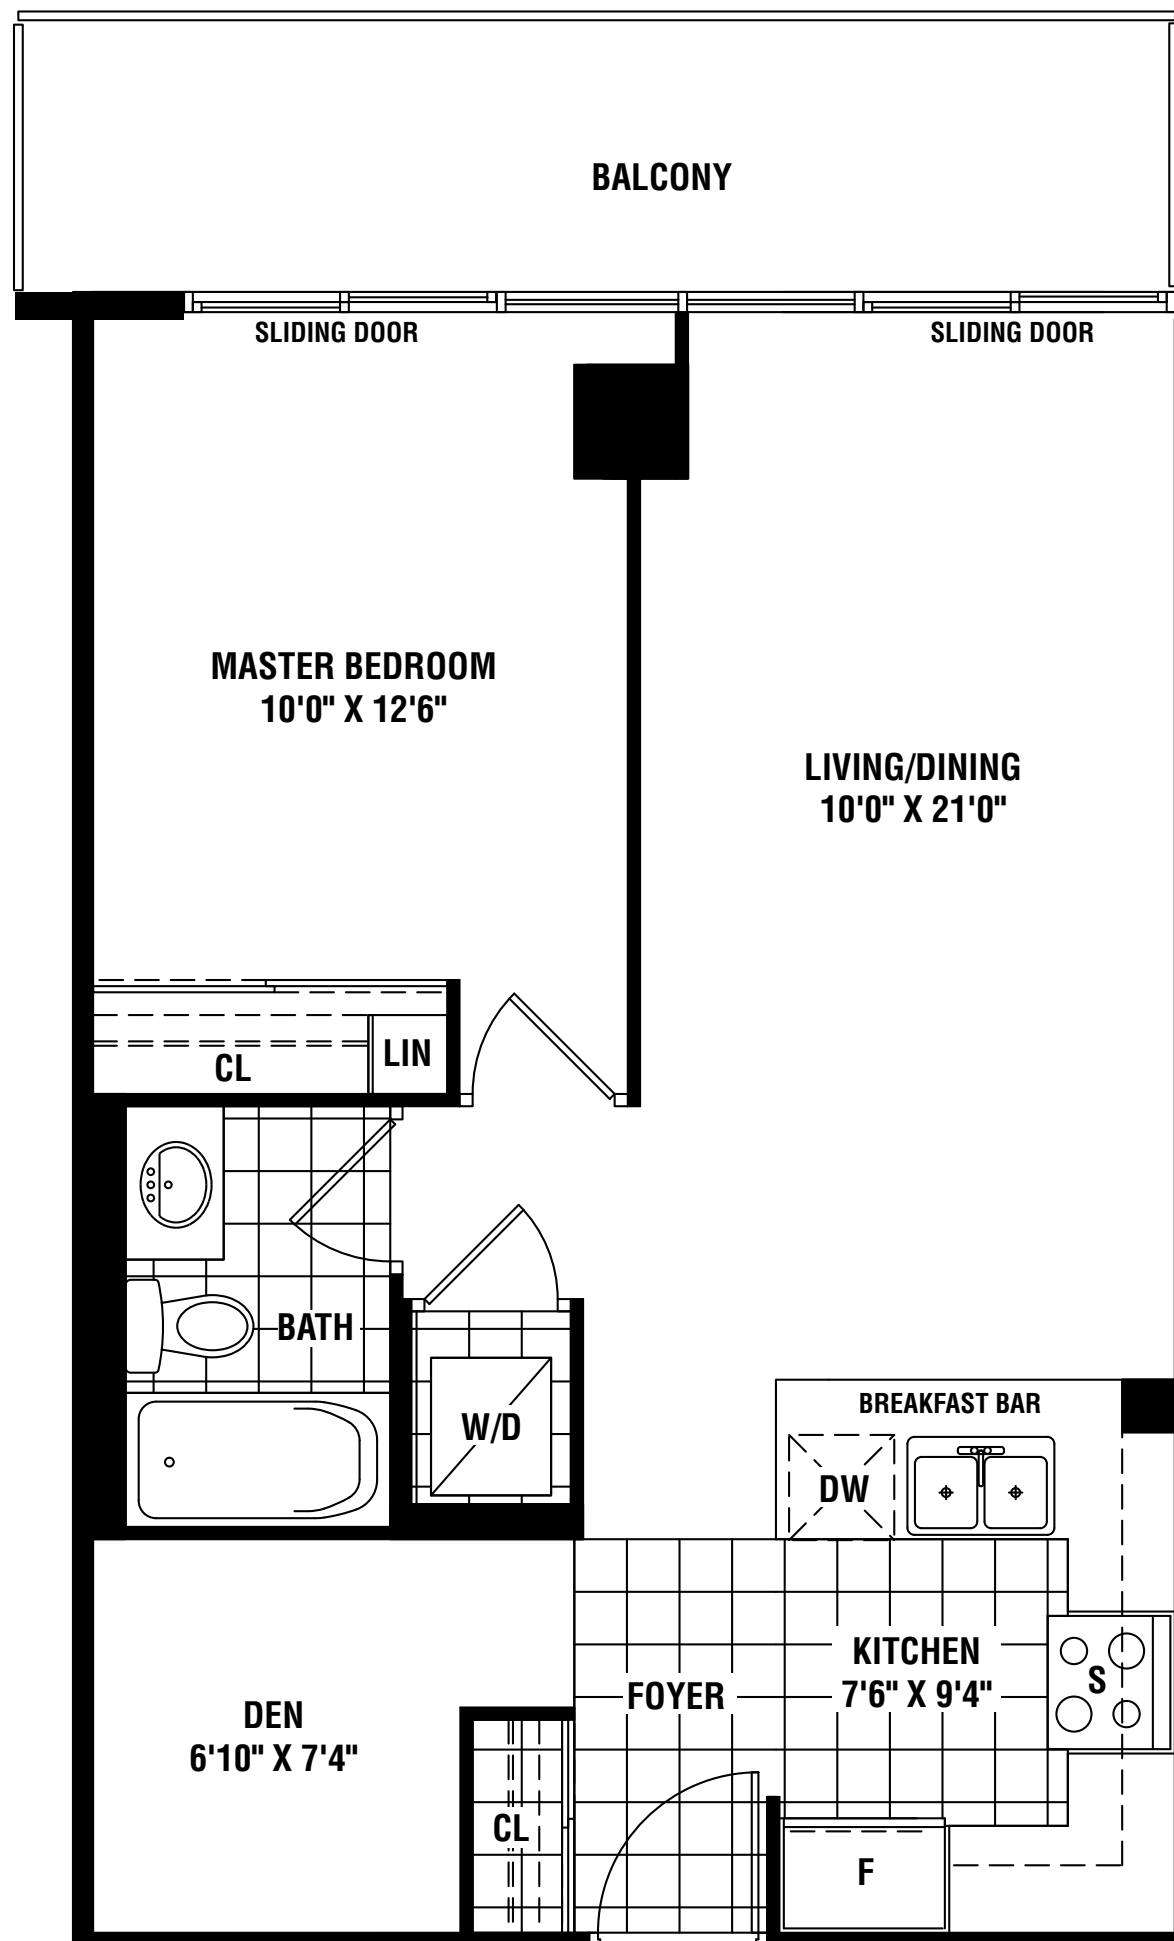 BALCONY
SLIDING DOOR
SLIDING DOOR
MASTER BEDROOM
10'0" X 12'6"
LIVING/DINING
10'0" X 21'0"
CL
LIN
BATH
W/D
BREAKFAST BAR
DW
KITCHEN
7'6" X 9'4"
S
FOYER
DEN
6'10" X 7'4"
CL
F